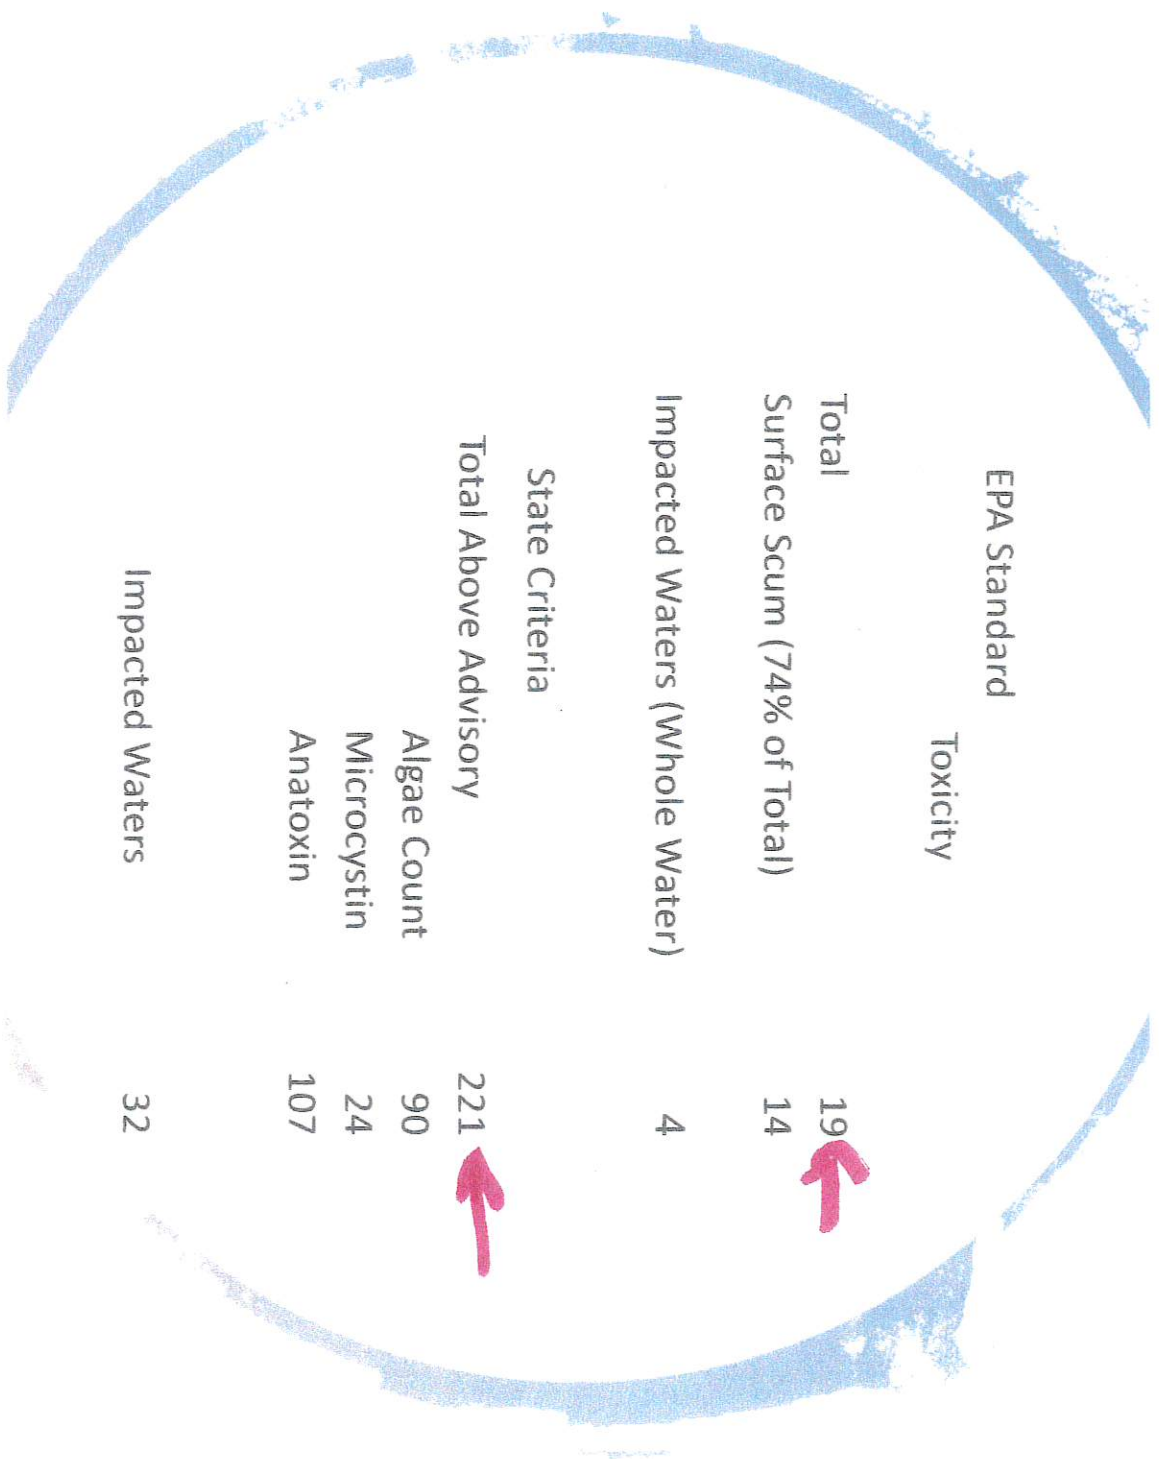 EPA Standard
Toxicity
Total 19
Surface Scum (74% of Total) 14
Impacted Waters (Whole Water) 4
State Criteria
Total Above Advisory 221
Algae Count 90
Microcystin 24
Anatoxin 107
Impacted Waters 32